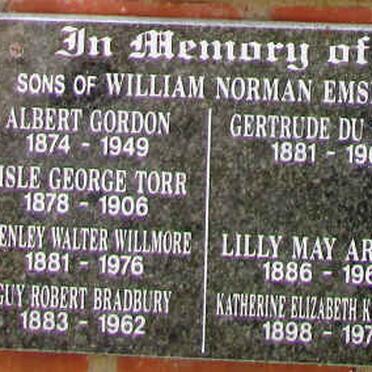 In Memory of
SONS OF WILLIAM NORMAN EMS
ALBERT GORDON
1874 - 1949
ISLE GEORGE TORR
1878 - 1906
ENLEY WALTER WILLMORE
1881 - 1976
GUY ROBERT BRADBURY
1883 - 1962
GERTRUDE DU
1881 - 19
LILLY MAY AR
1886 - 196
KATHERINE ELIZABETH K
1898 - 197